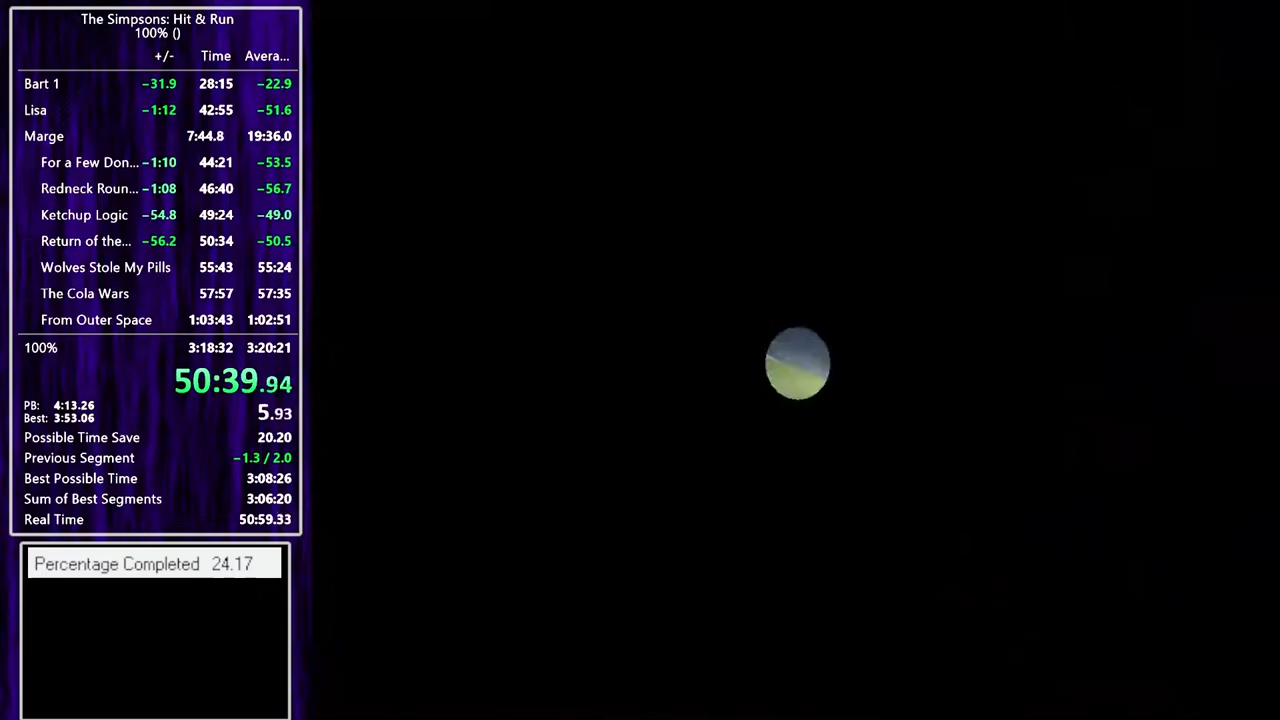 The Simpsons: Hit & Run
100% ()
+/- Time Avera...
Bart 1 -31.9 28:15 -22.9
Lisa -1:12 42:55 -51.6
Marge 7:44.8 19:36.0
For a Few Don... -1:10 44:21 -53.5
Redneck Roun... -1:08 46:40 -56.7
Ketchup Logic -54.8 49:24 -49.0
Return of the... -56.2 50:34 -50.5
Wolves Stole My Pills 55:43 55:24
The Cola Wars 57:57 57:35
From Outer Space 1:03:43 1:02:51
100% 3:18:32 3:20:21
50:39.94
PB: 4:13.26
Best: 3:53.06
5.93
Possible Time Save 20.20
Previous Segment -1.3 / 2.0
Best Possible Time 3:08:26
Sum of Best Segments 3:06:20
Real Time 50:59.33
Percentage Completed 24.17